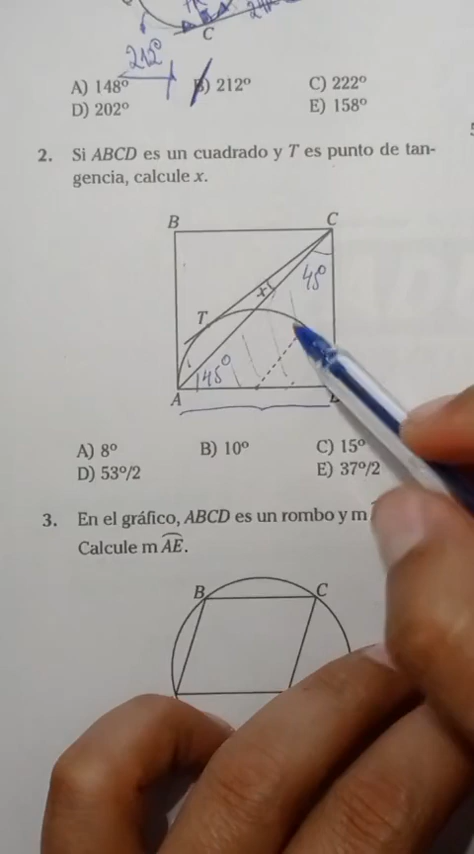 C
212°
A) 148° B) 212° C) 222°
D) 202° E) 158°
2. Si ABCD es un cuadrado y T es punto de tan-
gencia, calcule x.
B C
45°
x
T
45°
A
A) 8° B) 10° C) 15°
D) 53°/2 E) 37°/2
3. En el gráfico, ABCD es un rombo y m
Calcule m AE.
B C